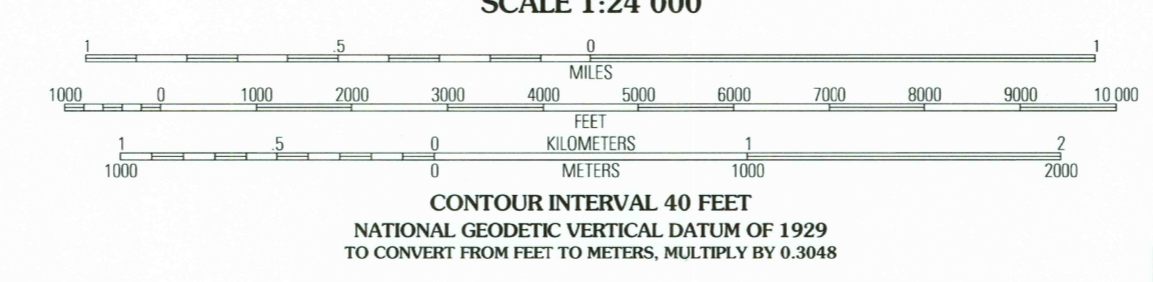 SCALE 1:24 000
1 .5 0 1
MILES
1000 0 1000 2000 3000 4000 5000 6000 7000 8000 9000 10 000
FEET
1 .5 0 KILOMETERS 1 2
1000 0 METERS 1000 2000
CONTOUR INTERVAL 40 FEET
NATIONAL GEODETIC VERTICAL DATUM OF 1929
TO CONVERT FROM FEET TO METERS, MULTIPLY BY 0.3048